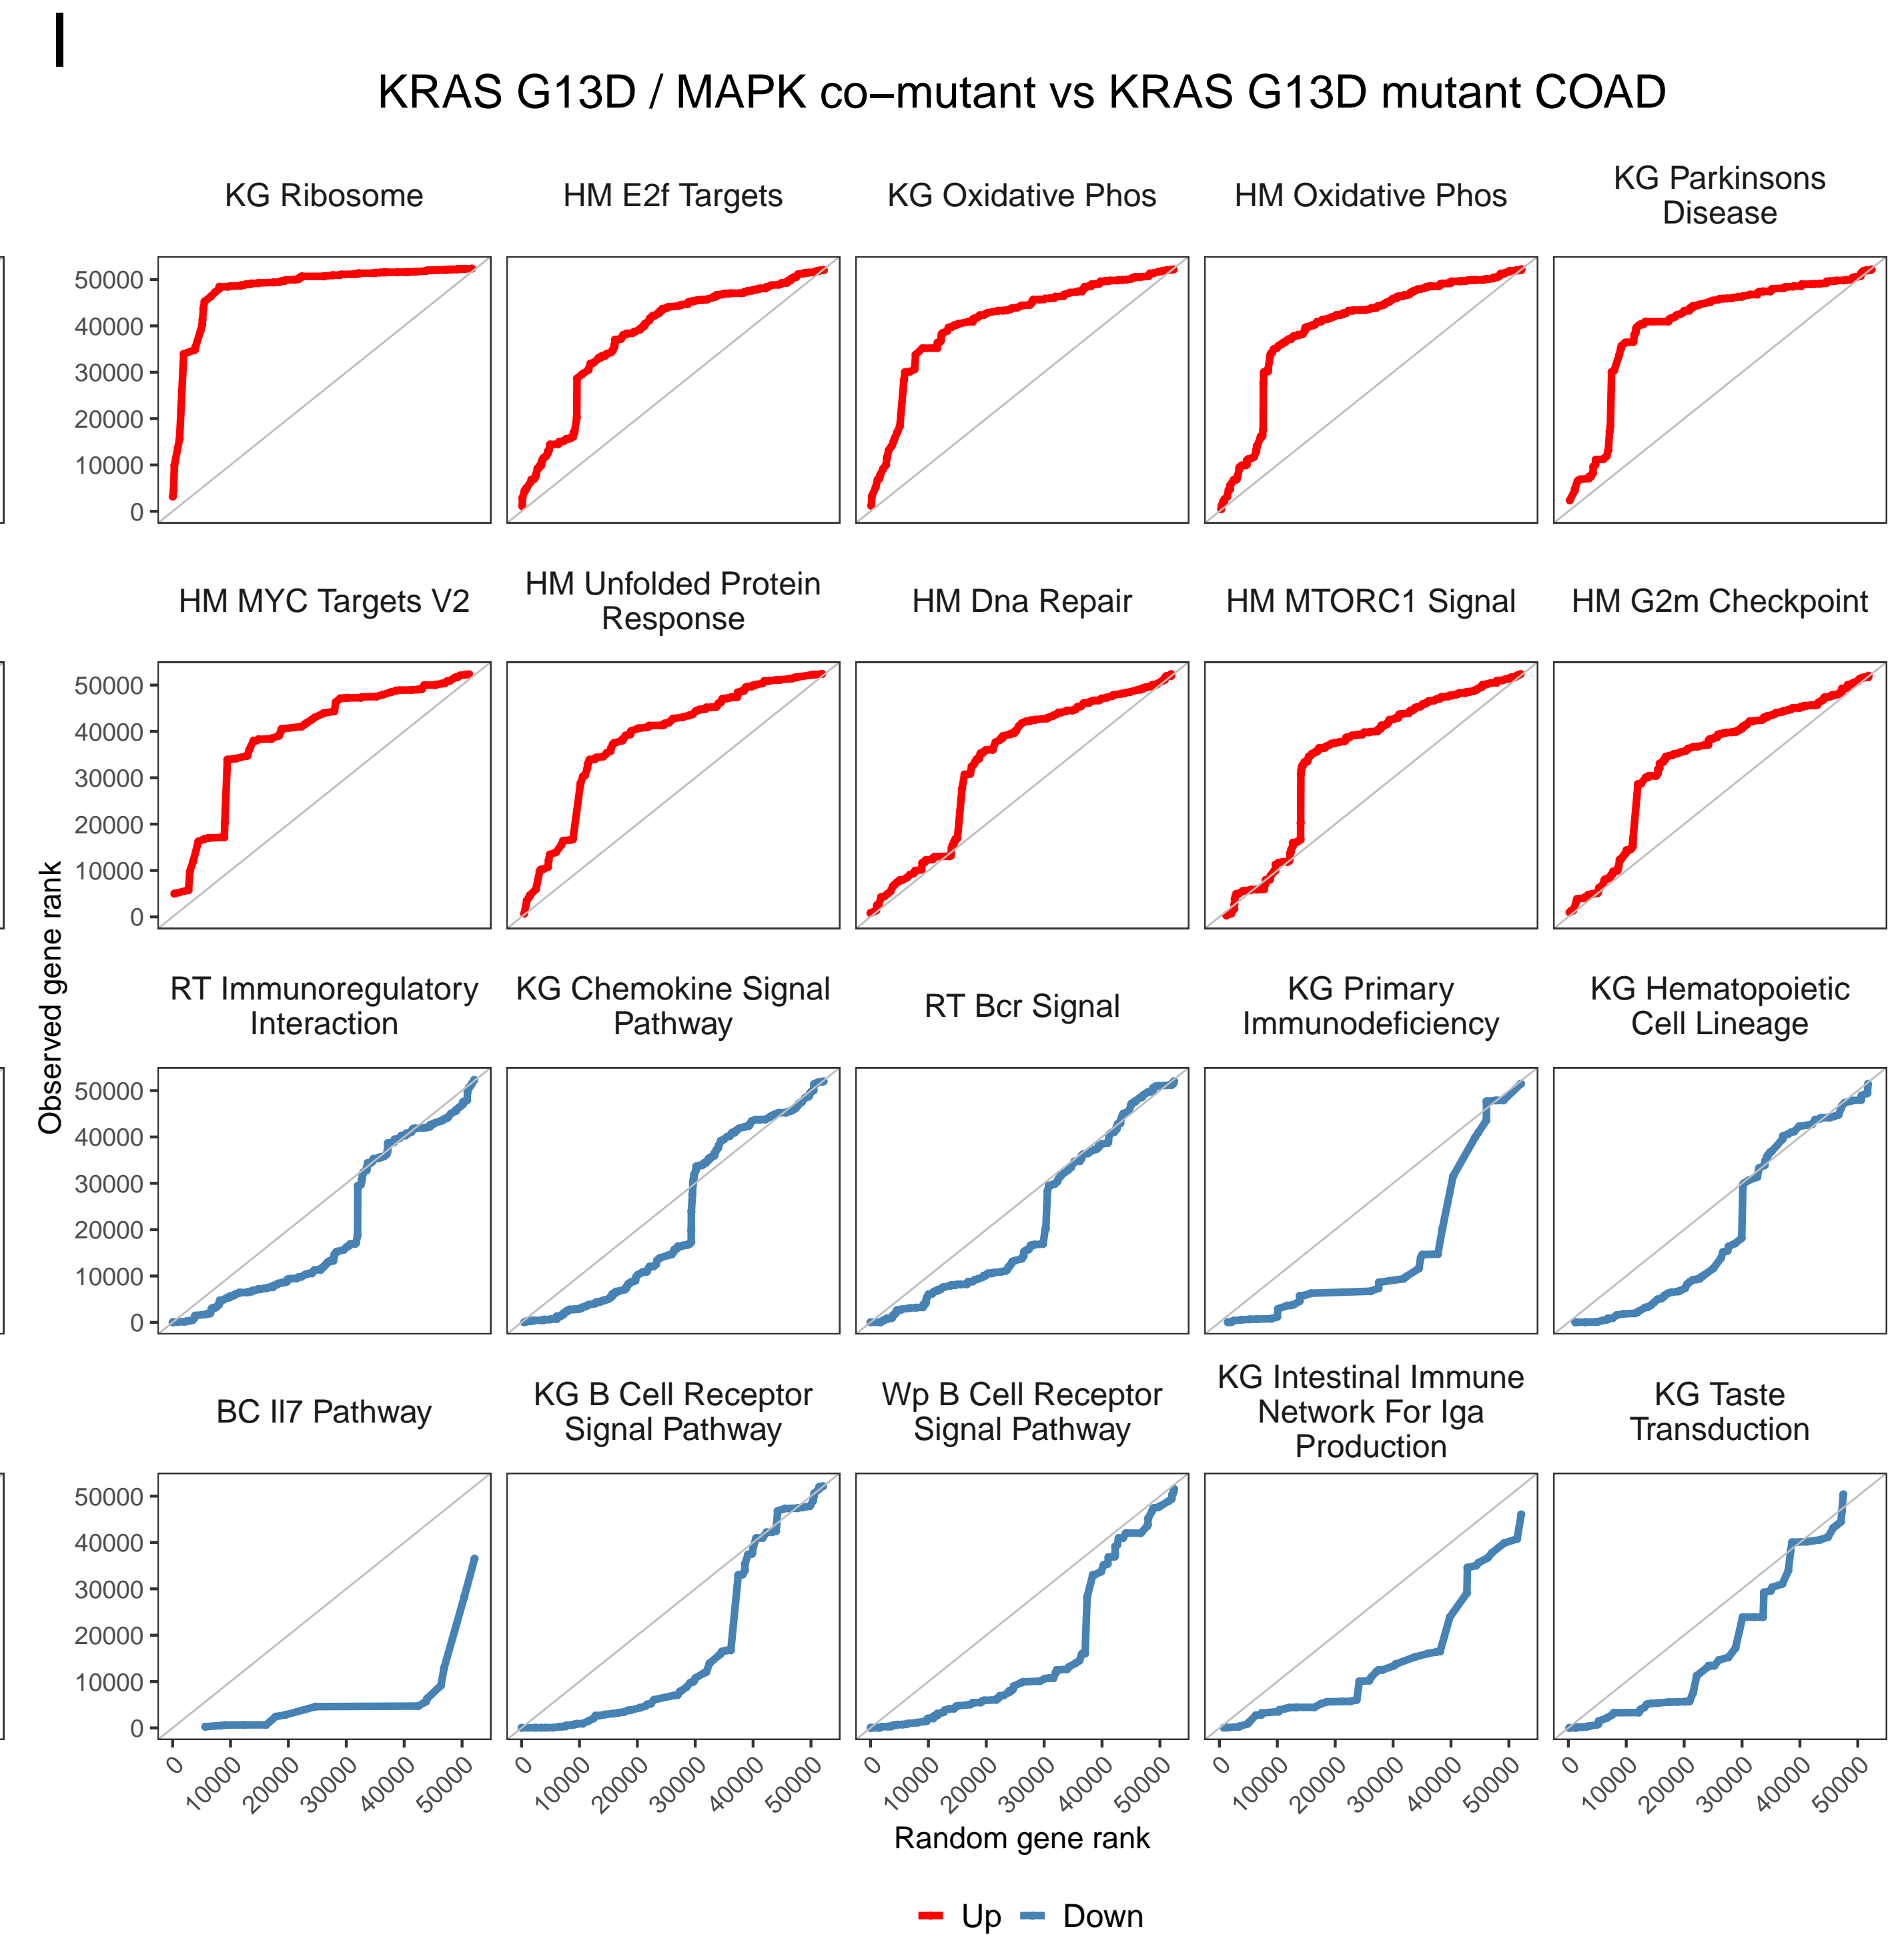 I
KRAS G13D / MAPK co–mutant vs KRAS G13D mutant COAD
KG Ribosome
HM E2f Targets
KG Oxidative Phos
HM Oxidative Phos
KG Parkinsons
Disease
50000
40000
30000
20000
10000
0
HM MYC Targets V2
HM Unfolded Protein
Response
HM Dna Repair
HM MTORC1 Signal
HM G2m Checkpoint
50000
40000
30000
20000
10000
0
Observed gene rank
RT Immunoregulatory
Interaction
KG Chemokine Signal
Pathway
RT Bcr Signal
KG Primary
Immunodeficiency
KG Hematopoietic
Cell Lineage
50000
40000
30000
20000
10000
0
BC Il7 Pathway
KG B Cell Receptor
Signal Pathway
Wp B Cell Receptor
Signal Pathway
KG Intestinal Immune
Network For Iga
Production
KG Taste
Transduction
50000
40000
30000
20000
10000
0
0 10000 20000 30000 40000 50000
0 10000 20000 30000 40000 50000
0 10000 20000 30000 40000 50000
0 10000 20000 30000 40000 50000
0 10000 20000 30000 40000 50000
Random gene rank
Up Down